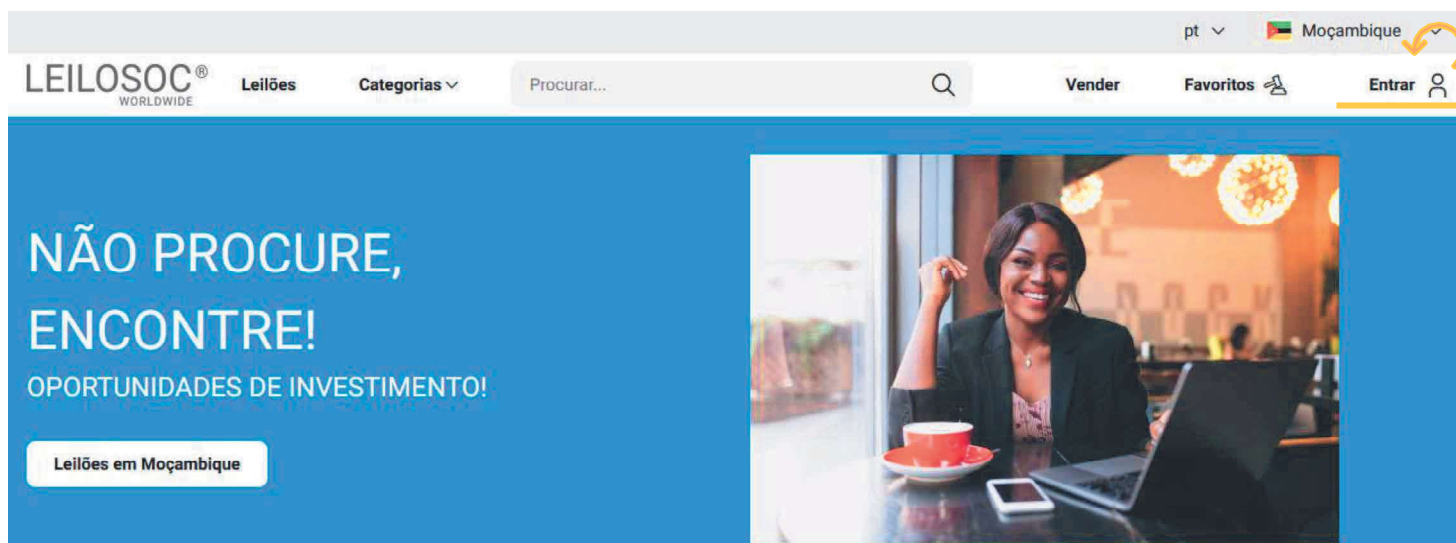 pt Moçambique
LEILOSOC®
WORLDWIDE
Leilões Categorias Procurar... Vender Favoritos Entrar
NÃO PROCURE,
ENCONTRE!
OPORTUNIDADES DE INVESTIMENTO!
Leilões em Moçambique